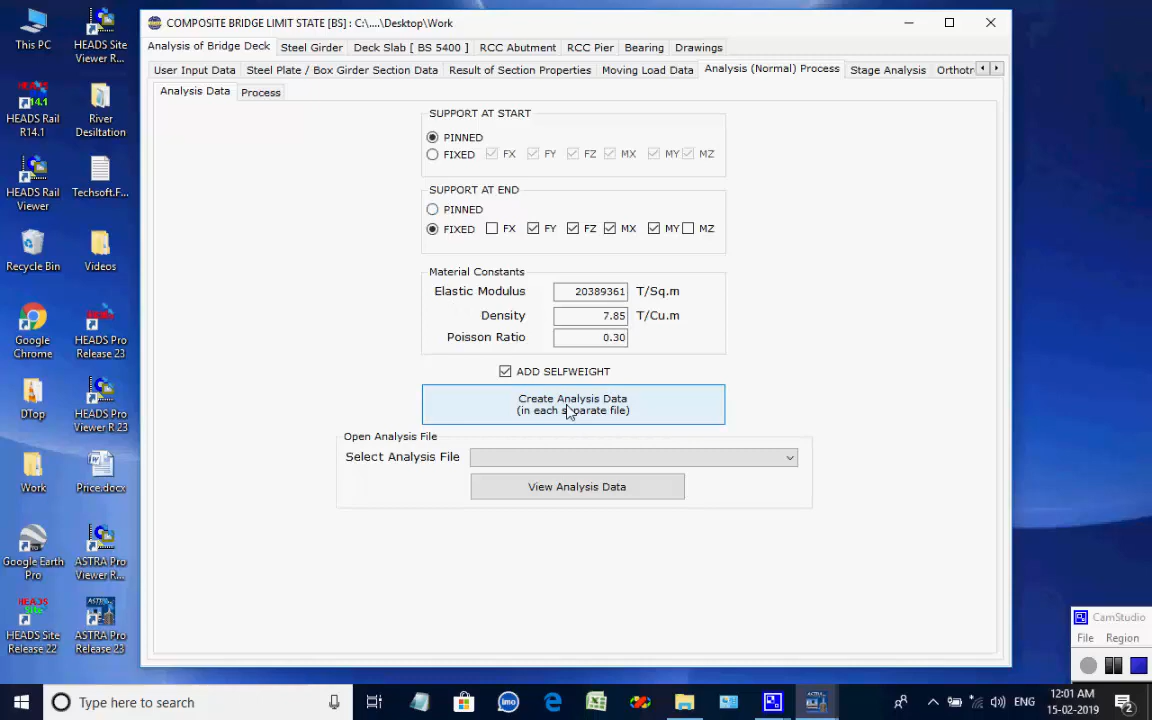 COMPOSITE BRIDGE LIMIT STATE [BS] : C:\....\Desktop\Work
Analysis of Bridge Deck Steel Girder Deck Slab [ BS 5400 ] RCC Abutment RCC Pier Bearing Drawings
User Input Data Steel Plate / Box Girder Section Data Result of Section Properties Moving Load Data Analysis (Normal) Process Stage Analysis Orthotr
Analysis Data Process
SUPPORT AT START
PINNED
FIXED FX FY FZ MX MY MZ
SUPPORT AT END
PINNED
FIXED FX FY FZ MX MY MZ
Material Constants
Elastic Modulus 20389361 T/Sq.m
Density 7.85 T/Cu.m
Poisson Ratio 0.30
ADD SELFWEIGHT
Create Analysis Data
(in each separate file)
Open Analysis File
Select Analysis File
View Analysis Data
This PC
HEADS Site
Viewer R...
HEADS Rail
R14.1
River
Desiltation
HEADS Rail
Viewer
Techsoft.F...
Recycle Bin
Videos
Google
Chrome
HEADS Pro
Release 23
DTop
HEADS Pro
Viewer R 23
Work
Price.docx
Google Earth
Pro
ASTRA Pro
Viewer R...
HEADS Site
Release 22
ASTRA Pro
Release 23
CamStudio
File Region
Type here to search
imo
ENG
12:01 AM
15-02-2019
2